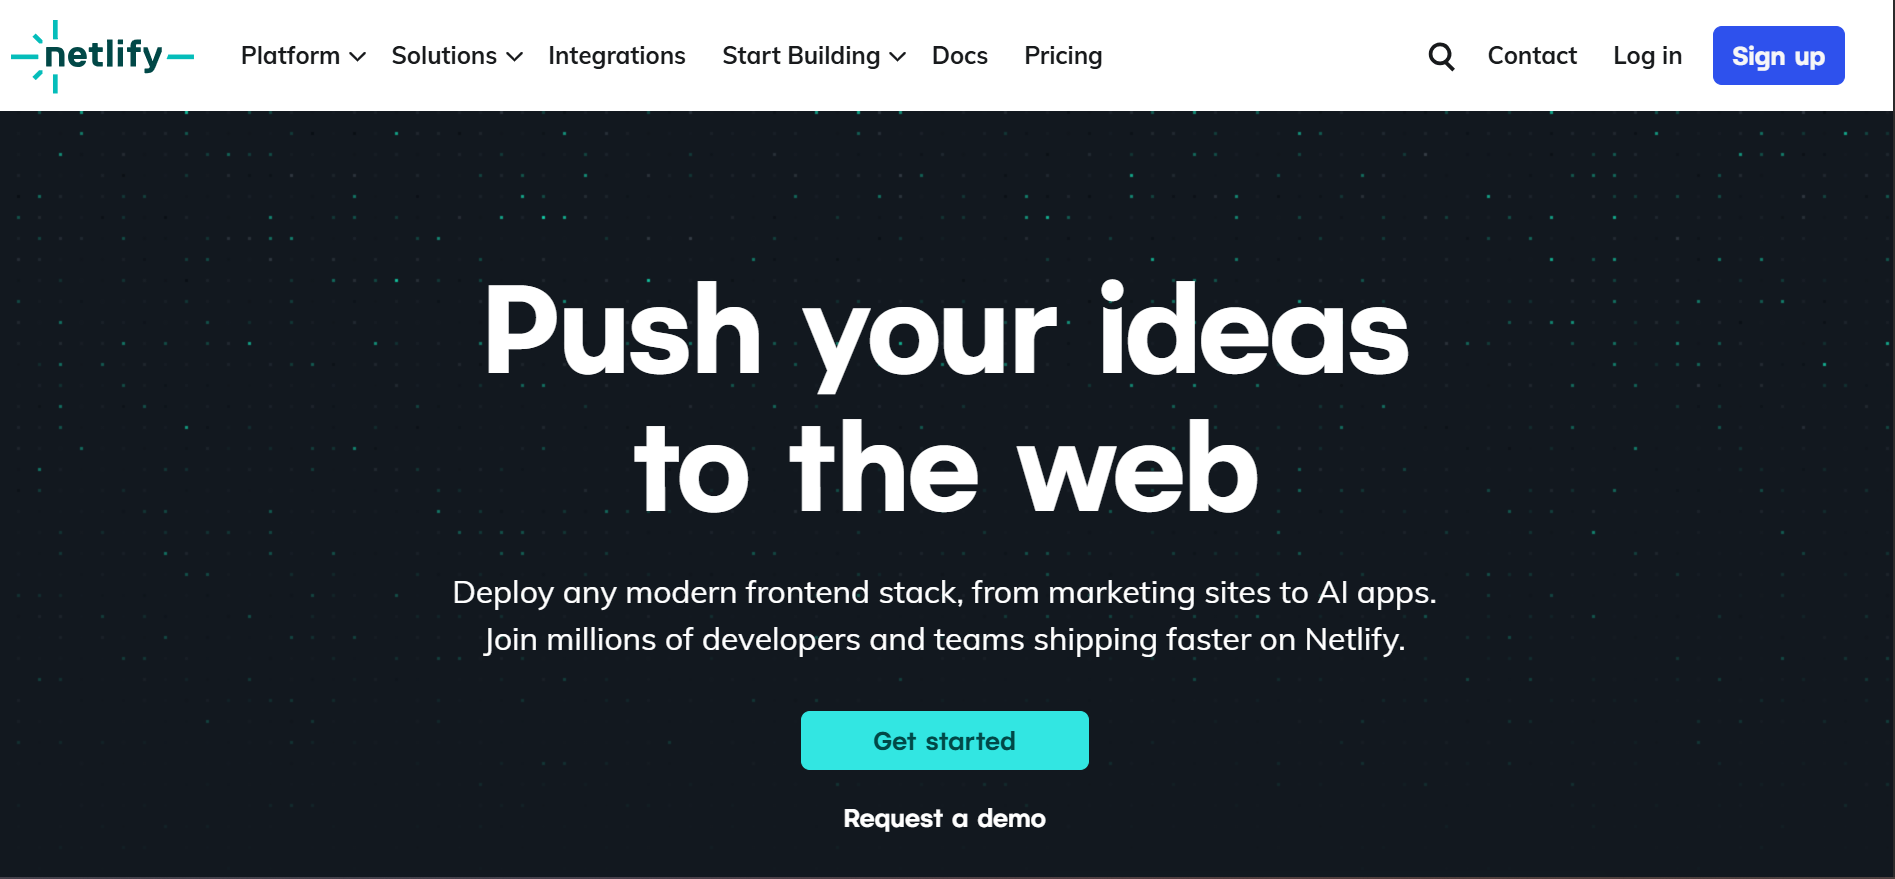 netlify
Platform Solutions Integrations Start Building Docs Pricing Contact Log in Sign up
Push your ideas
to the web
Deploy any modern frontend stack, from marketing sites to AI apps.
Join millions of developers and teams shipping faster on Netlify.
Get started
Request a demo